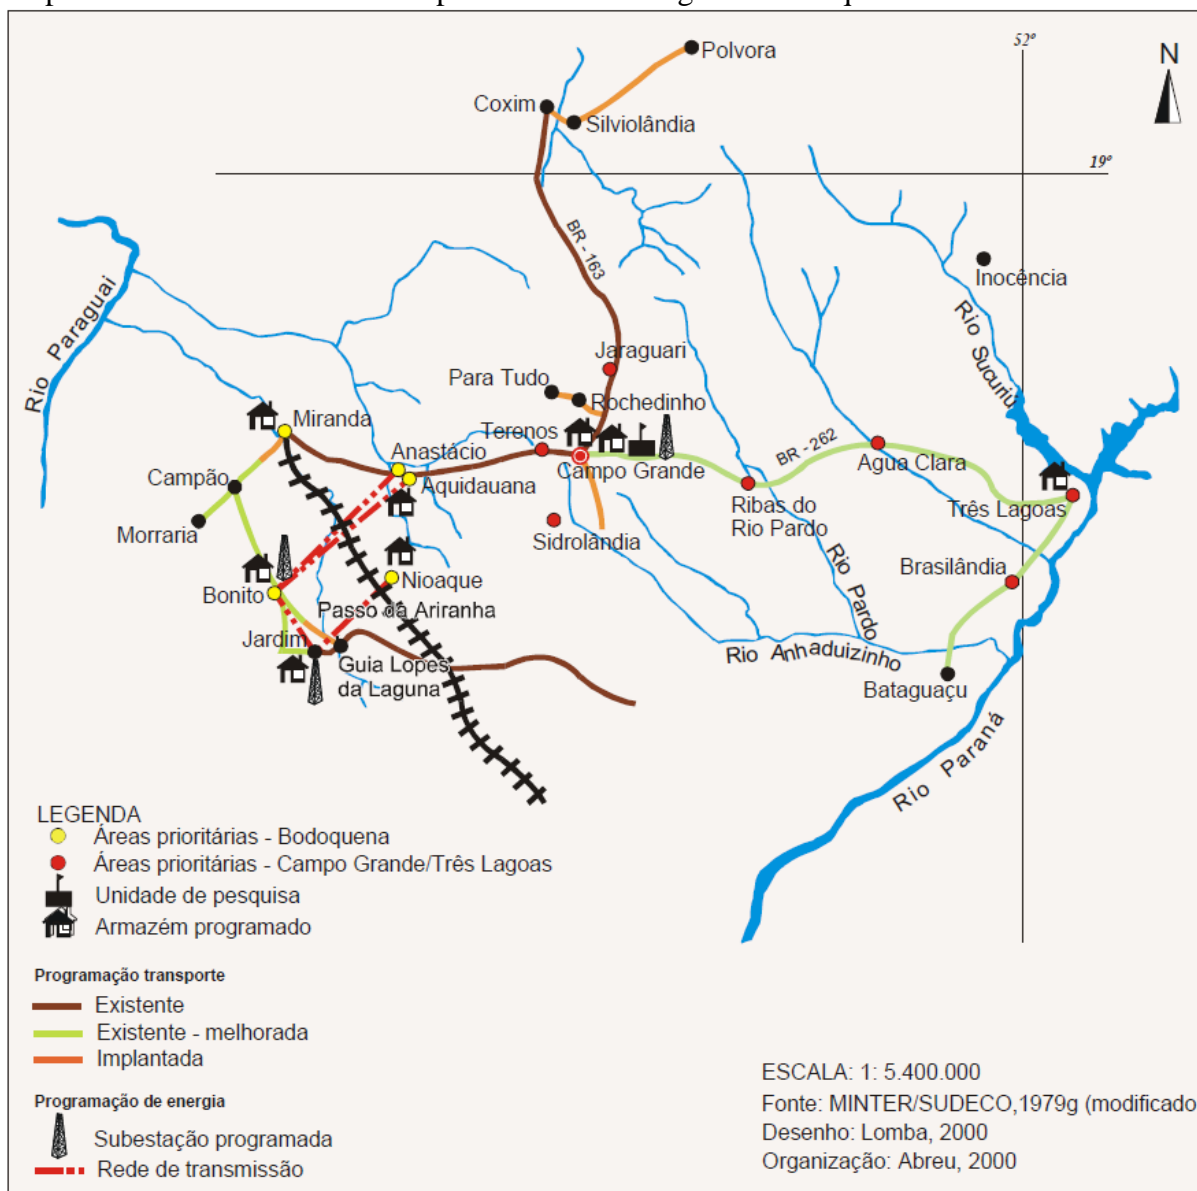 52º
N
Polvora
Coxim
Silviolândia
19º
BR - 163
Inocência
Rio Paraguai
Rio Sucuriú
Jaraguari
Para Tudo
Rochedinho
Miranda
Teronos
Anastácio
Campo Grande
BR - 262
Agua Clara
Campão
Aquidauana
Ribas do
Rio Pardo
Três Lagoas
Morraria
Sidrolândia
Brasilândia
Nioaque
Bonito
Passo da Ariranha
Rio Pardo
Jardim
Guia Lopes
da Laguna
Rio Anhaduizinho
Bataguaçu
Rio Paraná
LEGENDA
Áreas prioritárias - Bodoquena
Áreas prioritárias - Campo Grande/Três Lagoas
Unidade de pesquisa
Armazém programado
Programação transporte
Existente
Existente - melhorada
Implantada
Programação de energia
Subestação programada
Rede de transmissão
ESCALA: 1: 5.400.000
Fonte: MINTER/SUDECO,1979g (modificado
Desenho: Lomba, 2000
Organização: Abreu, 2000